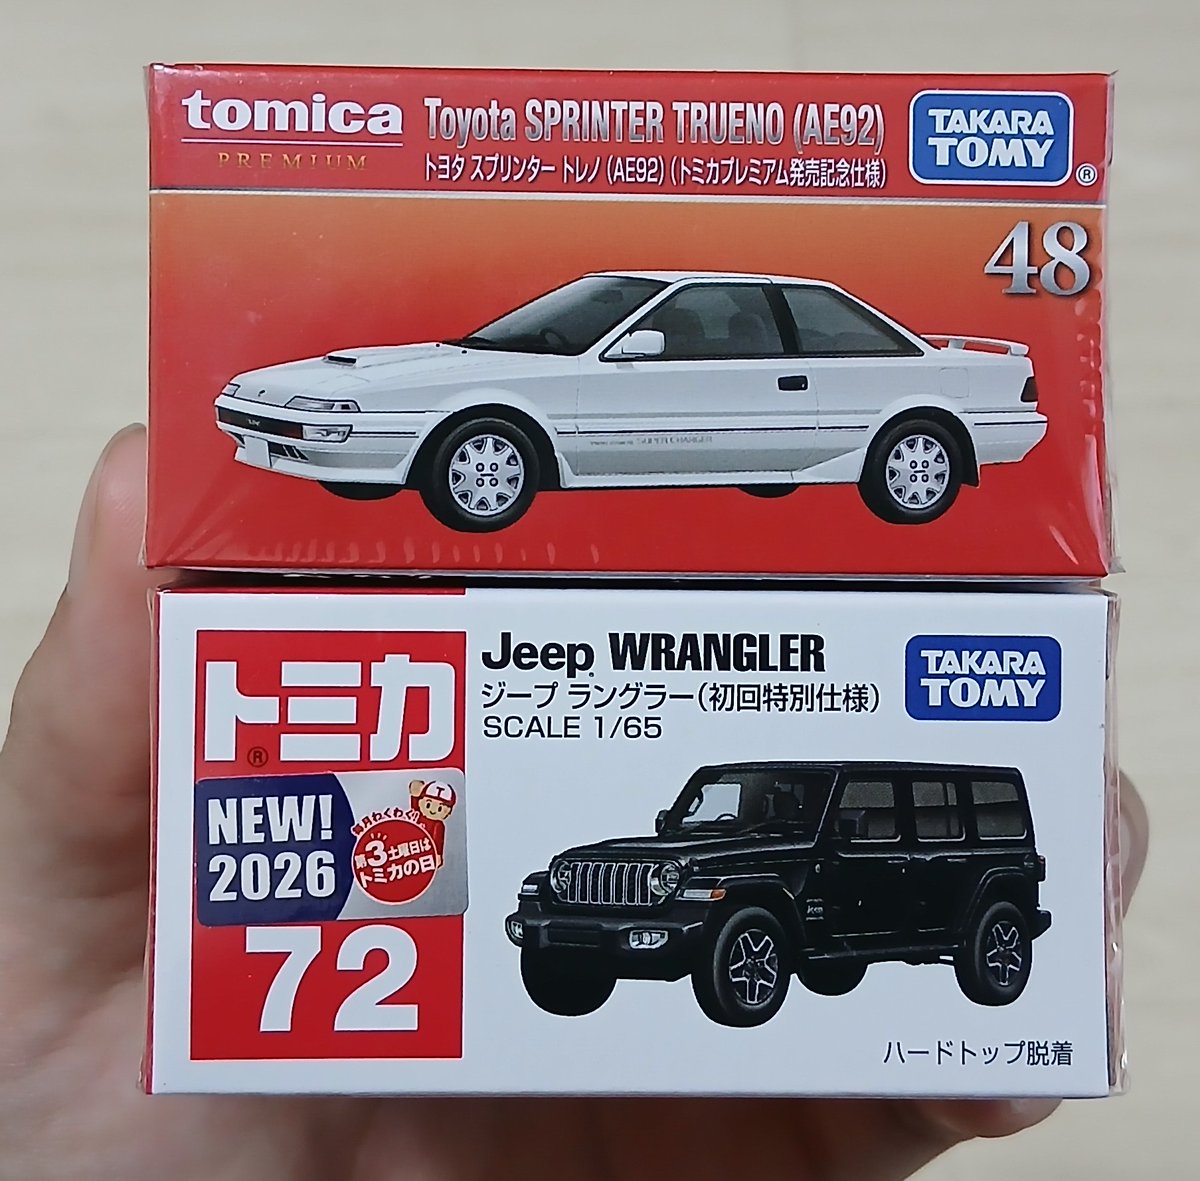 tomica
PREMIUM
Toyota SPRINTER TRUENO (AE92)
トヨタ スプリンター トレノ (AE92) (トミカプレミアム発売記念仕様)
TAKARA
TOMY
®
48
SUPER CHARGER
トミカ
®
NEW!
2026
毎月わくわく!!
第3土曜日は
トミカの日!
72
Jeep WRANGLER
ジープ ラングラー(初回特別仕様)
SCALE 1/65
TAKARA
TOMY
Jeep
ハードトップ脱着